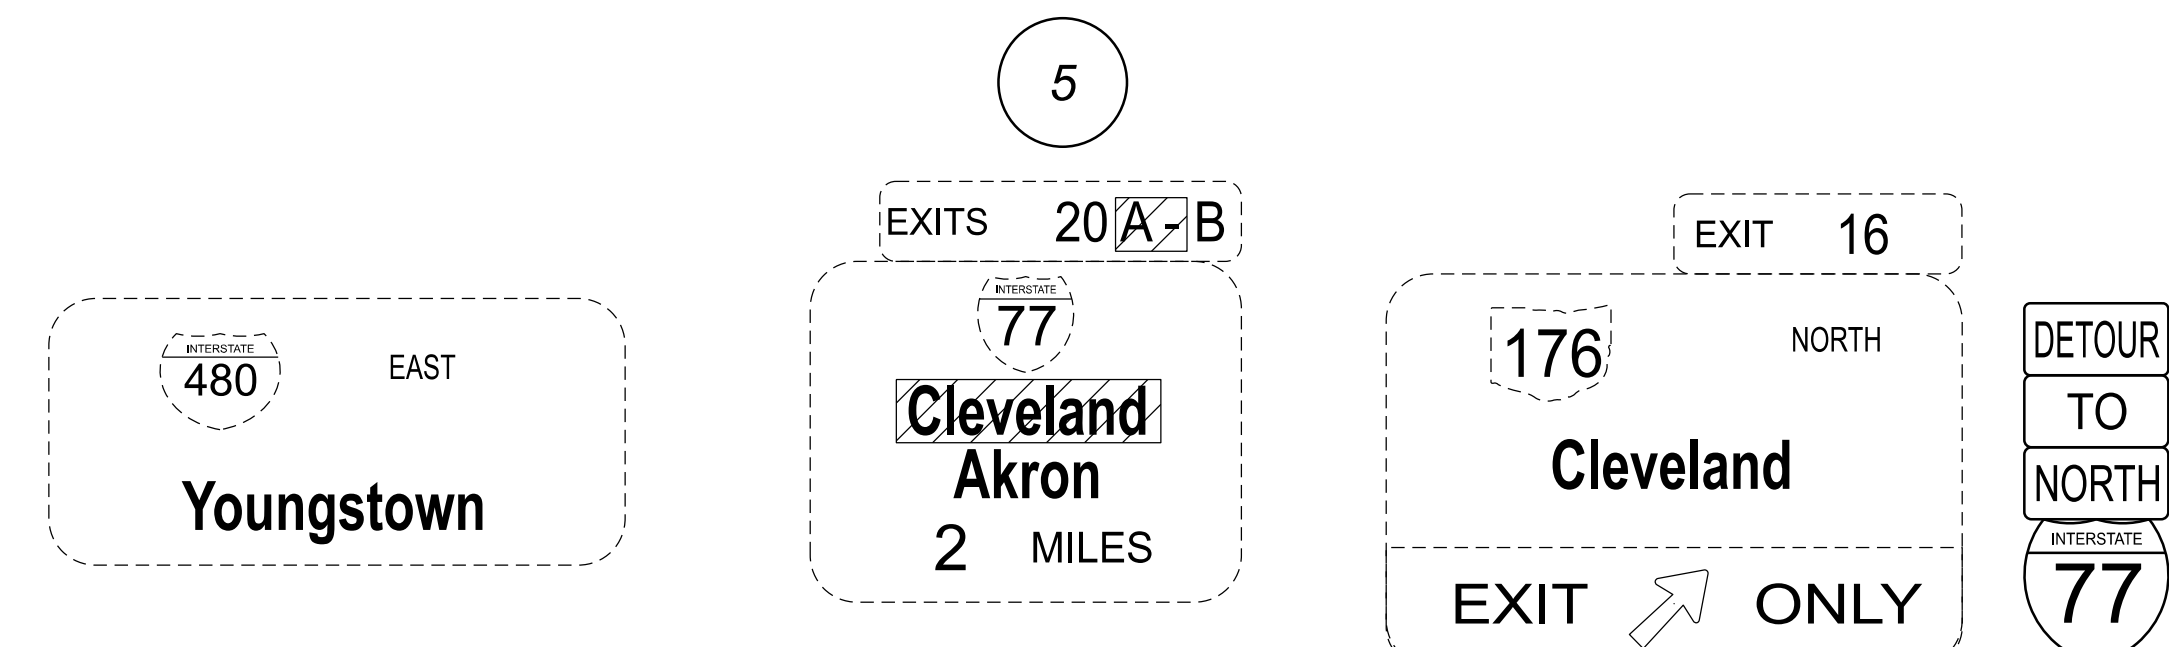 5
INTERSTATE
480 EAST
Youngstown
EXITS 20 A - B
INTERSTATE
77
Cleveland
Akron
2 MILES
EXIT 16
176 NORTH
Cleveland
EXIT ONLY
DETOUR
TO
NORTH
INTERSTATE
77